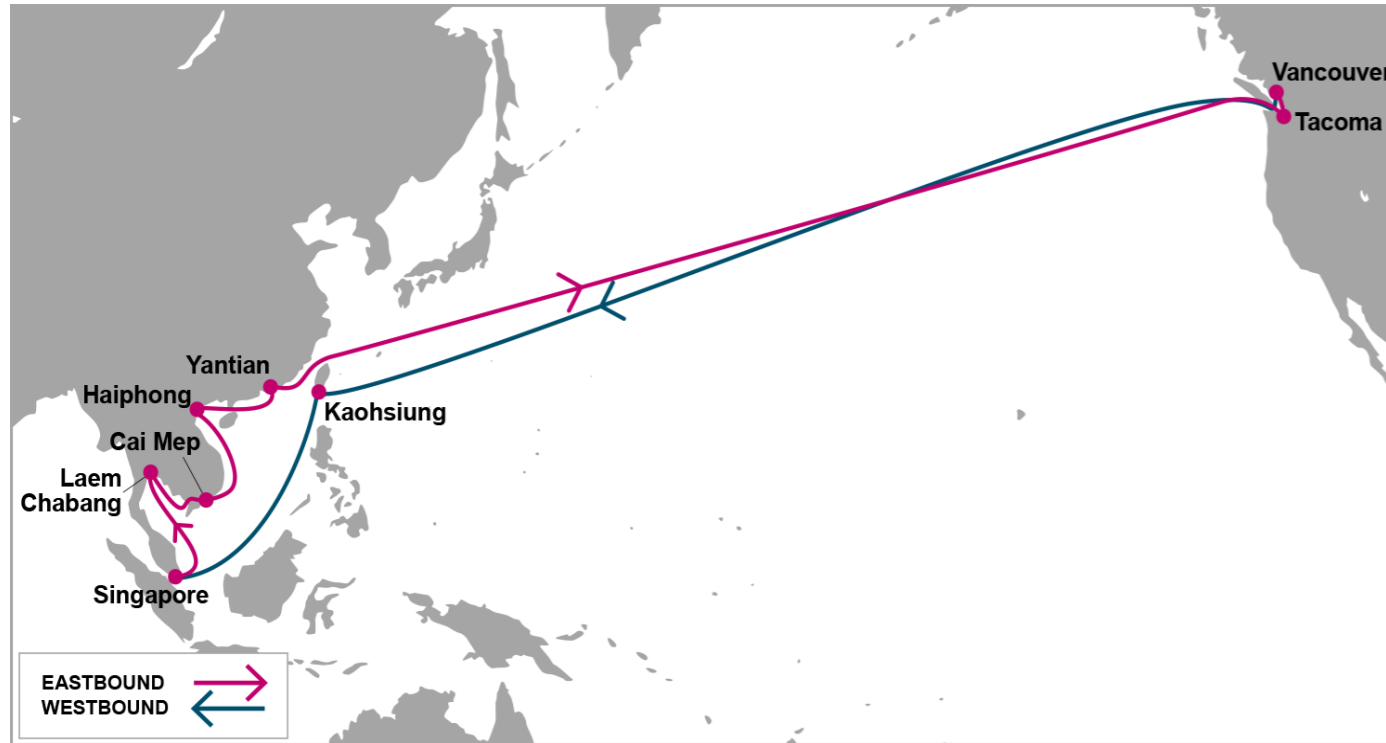 Vancouver
Tacoma
Yantian
Haiphong
Kaohsiung
Cai Mep
Laem
Chabang
Singapore
EASTBOUND
WESTBOUND